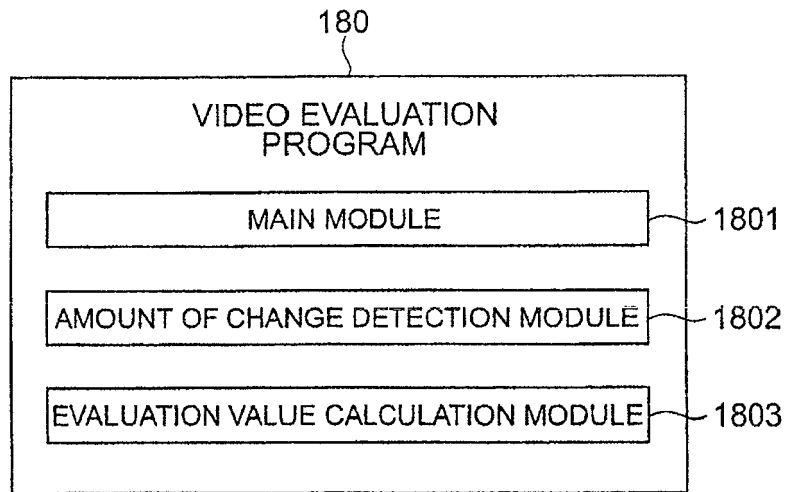 180
VIDEO EVALUATION
PROGRAM
MAIN MODULE
1801
AMOUNT OF CHANGE DETECTION MODULE
1802
EVALUATION VALUE CALCULATION MODULE
1803